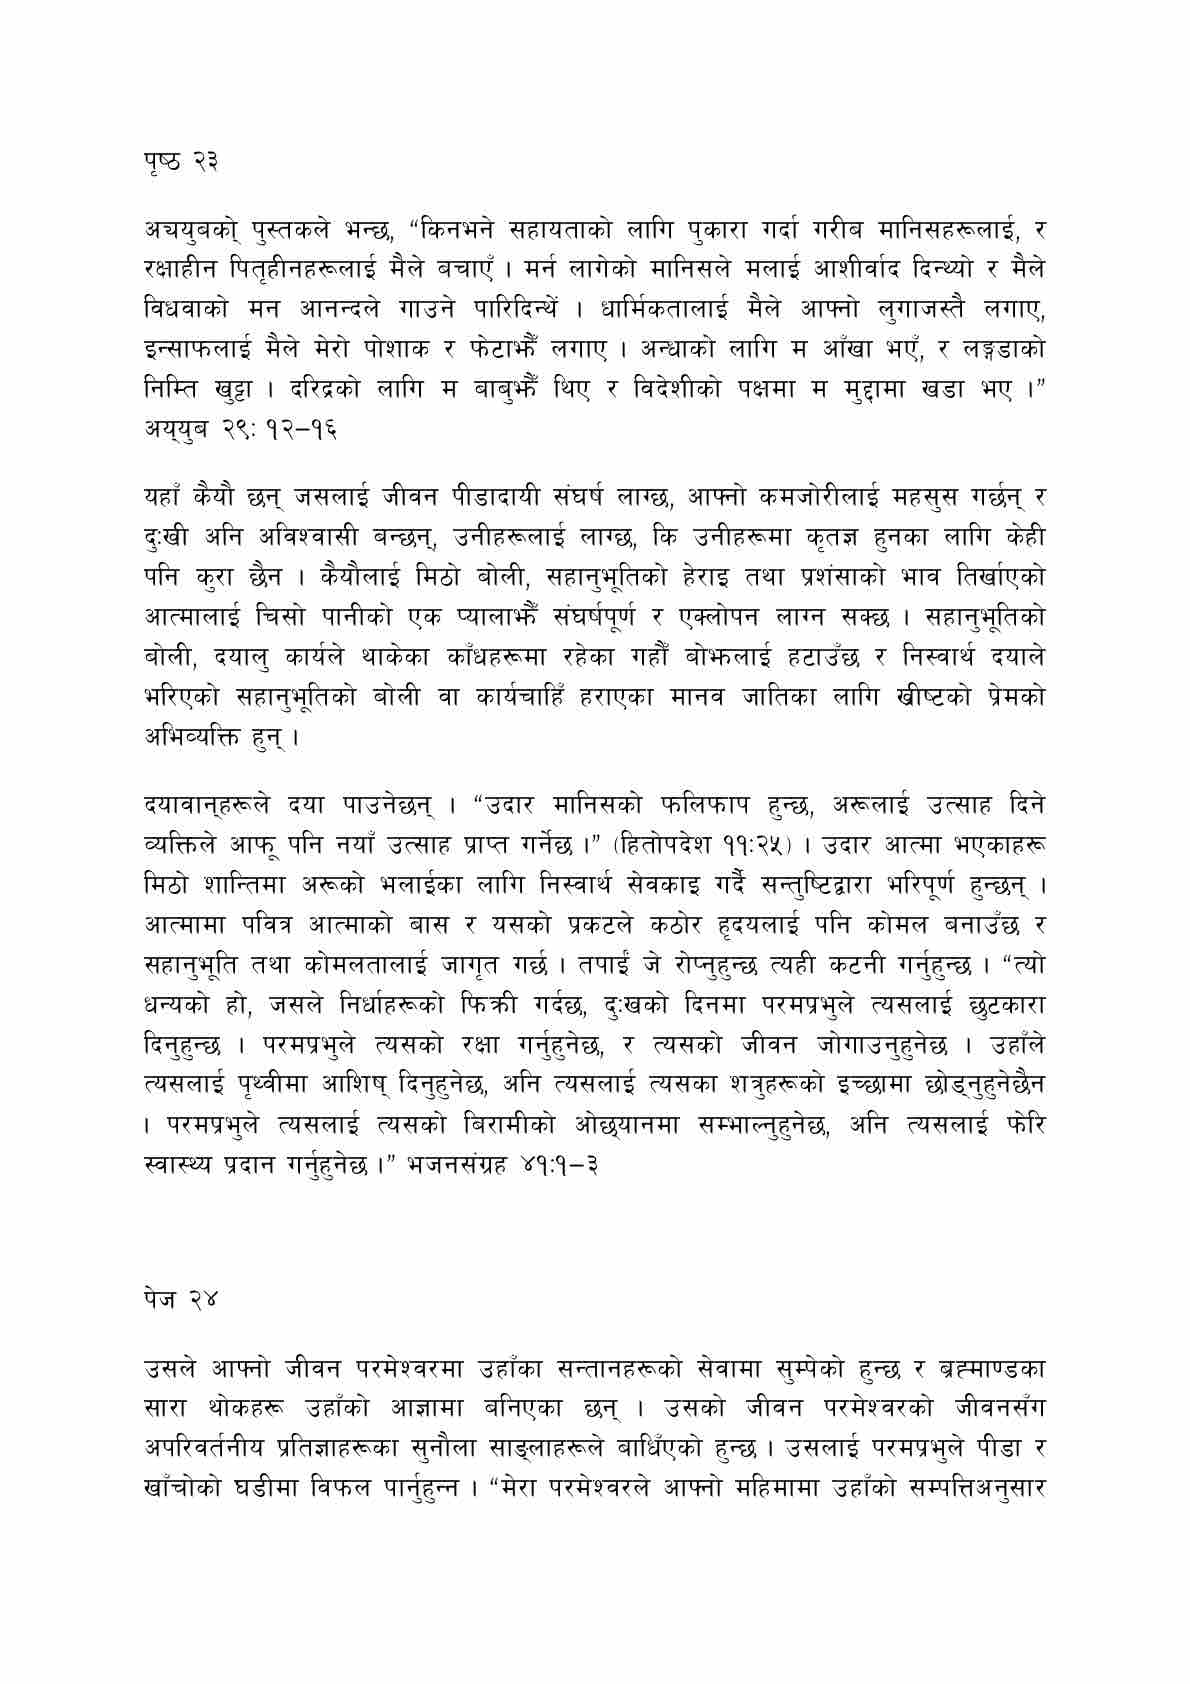 पृष्ठ २३
अय्युबको् पुस्तकले भन्छ, “किनभने सहायताको लागि पुकारा गर्दा गरीब मानिसहरूलाई, र
रक्षाहीन पितृहीनहरूलाई मैले बचाएँ । मर्न लागेको मानिसले मलाई आशीर्वाद दिन्थ्यो र मैले
विधवाको मन आनन्दले गाउने पारिदिन्थें । धार्मिकतालाई मैले आफ्नो लुगाजस्तै लगाए,
इन्साफलाई मैले मेरो पोशाक र फेटाझैँ लगाए । अन्धाको लागि म आँखा भएँ, र लङ्गडाको
निम्ति खुट्टा । दरिद्रको लागि म बाबुझैँ थिए र विदेशीको पक्षमा म मुद्दामा खडा भए ।”
अय्‌युब २९ः १२–१६
यहाँ कैयौ छन् जसलाई जीवन पीडादायी संघर्ष लाग्छ, आफ्नो कमजोरीलाई महसुस गर्छन् र
दुःखी अनि अविश्वासी बन्छन्, उनीहरूलाई लाग्छ, कि उनीहरूमा कृतज्ञ हुनका लागि केही
पनि कुरा छैन । कैयौलाई मिठो बोली, सहानुभूतिको हेराइ तथा प्रशंसाको भाव तिर्खाएको
आत्मालाई चिसो पानीको एक प्यालाझैँ संघर्षपूर्ण र एक्लोपन लाग्न सक्छ । सहानुभूतिको
बोली, दयालु कार्यले थाकेका काँधहरूमा रहेका गहौँ बोझलाई हटाउँछ र निस्वार्थ दयाले
भरिएको सहानुभूतिको बोली वा कार्यचाहिँ हराएका मानव जातिका लागि ख्रीष्टको प्रेमको
अभिव्यक्ति हुन् ।
दयावान्‌हरूले दया पाउनेछन् । “उदार मानिसको फलिफाप हुन्छ, अरूलाई उत्साह दिने
व्यक्तिले आफू पनि नयाँ उत्साह प्राप्त गर्नेछ ।” (हितोपदेश ११ः२५) । उदार आत्मा भएकाहरू
मिठो शान्तिमा अरूको भलाईका लागि निस्वार्थ सेवकाइ गर्दै सन्तुष्टिद्वारा भरिपूर्ण हुन्छन् ।
आत्मामा पवित्र आत्माको बास र यसको प्रकटले कठोर हृदयलाई पनि कोमल बनाउँछ र
सहानुभूति तथा कोमलतालाई जागृत गर्छ । तपाईं जे रोप्नुहुन्छ त्यही कटनी गर्नुहुन्छ । “त्यो
धन्यको हो, जसले निर्धाहरूको फिक्री गर्दछ, दुःखको दिनमा परमप्रभुले त्यसलाई छुटकारा
दिनुहुन्छ । परमप्रभुले त्यसको रक्षा गर्नुहुनेछ, र त्यसको जीवन जोगाउनुहुनेछ । उहाँले
त्यसलाई पृथ्वीमा आशिष् दिनुहुनेछ, अनि त्यसलाई त्यसका शत्रुहरूको इच्छामा छोड्नुहुनेछैन
। परमप्रभुले त्यसलाई त्यसको बिरामीको ओछ्यानमा सम्भाल्नुहुनेछ, अनि त्यसलाई फेरि
स्वास्थ्य प्रदान गर्नुहुनेछ ।” भजनसंग्रह ४१ः१–३
पेज २४
उसले आफ्नो जीवन परमेश्वरमा उहाँका सन्तानहरूको सेवामा सुम्पेको हुन्छ र ब्रह्माण्डका
सारा थोकहरू उहाँको आज्ञामा बनिएका छन् । उसको जीवन परमेश्वरको जीवनसँग
अपरिवर्तनीय प्रतिज्ञाहरूका सुनौला साङ्लाहरूले बाधिँएको हुन्छ । उसलाई परमप्रभुले पीडा र
खाँचोको घडीमा विफल पार्नुहुन्न । “मेरा परमेश्वरले आफ्नो महिमामा उहाँको सम्पत्तिअनुसार